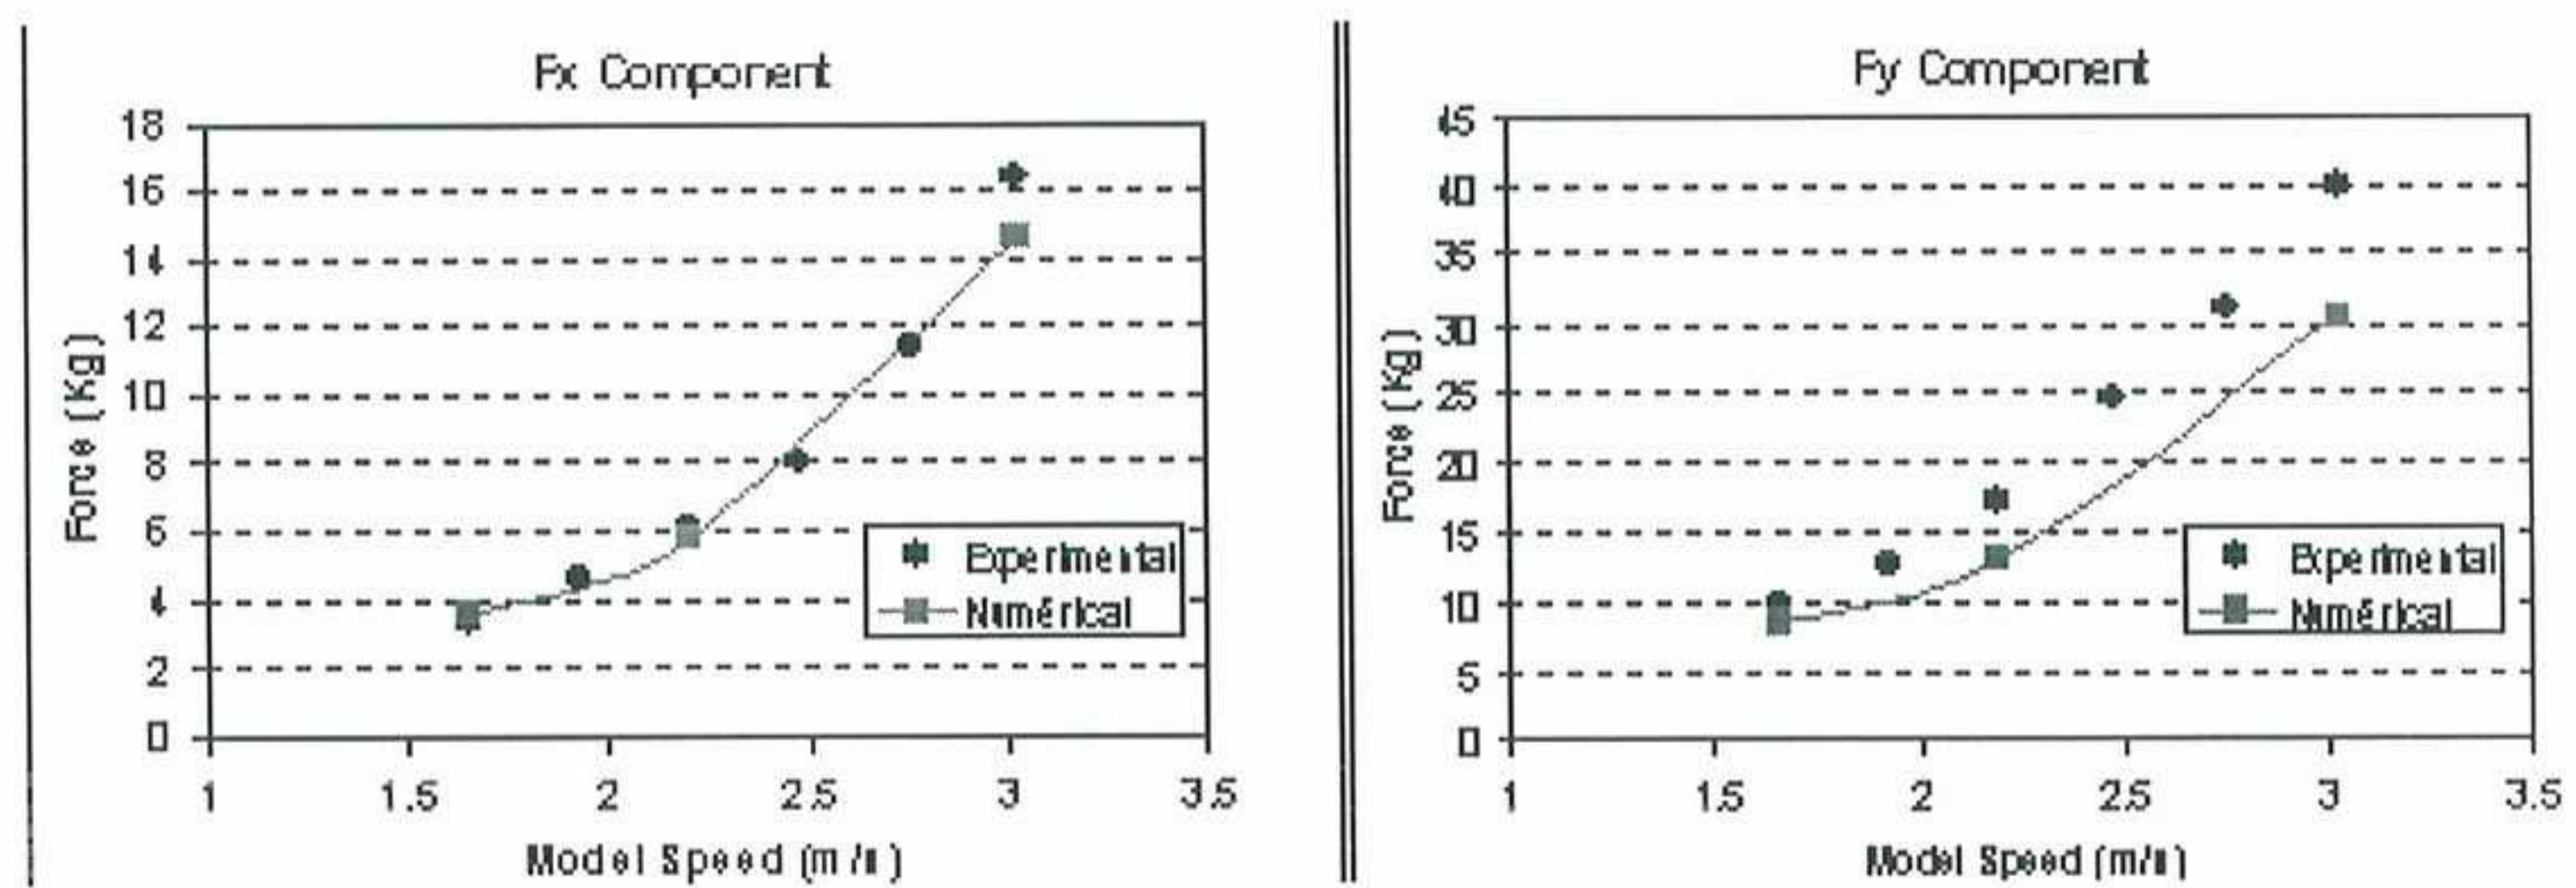 Fx Component
18
16
14
12
10
8
6
4
2
0
Force (Kg)
Experimental
Numérical
1 1.5 2 2.5 3 3.5
Model Speed (m/s)
Fy Component
45
40
35
30
25
20
15
10
5
0
Force (Kg)
Experimental
Numérical
1 1.5 2 2.5 3 3.5
Model Speed (m/s)